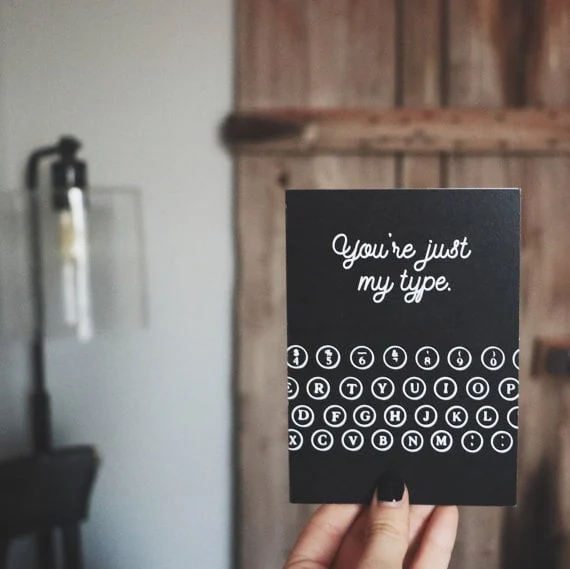 You're just
my type.
$ 4 % 5 _ 6 & 7 ' 8 ( 9 ) 0
E R T Y U I O P
D F G H J K L
X C V B N M